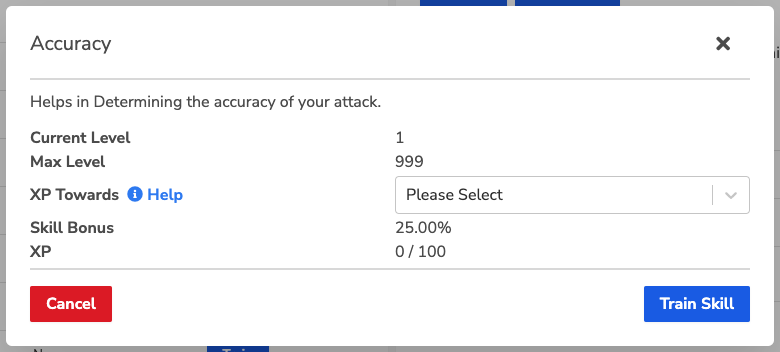 Accuracy
Helps in Determining the accuracy of your attack.
Current Level 1
Max Level 999
XP Towards Help Please Select
Skill Bonus 25.00%
XP 0 / 100
Cancel Train Skill